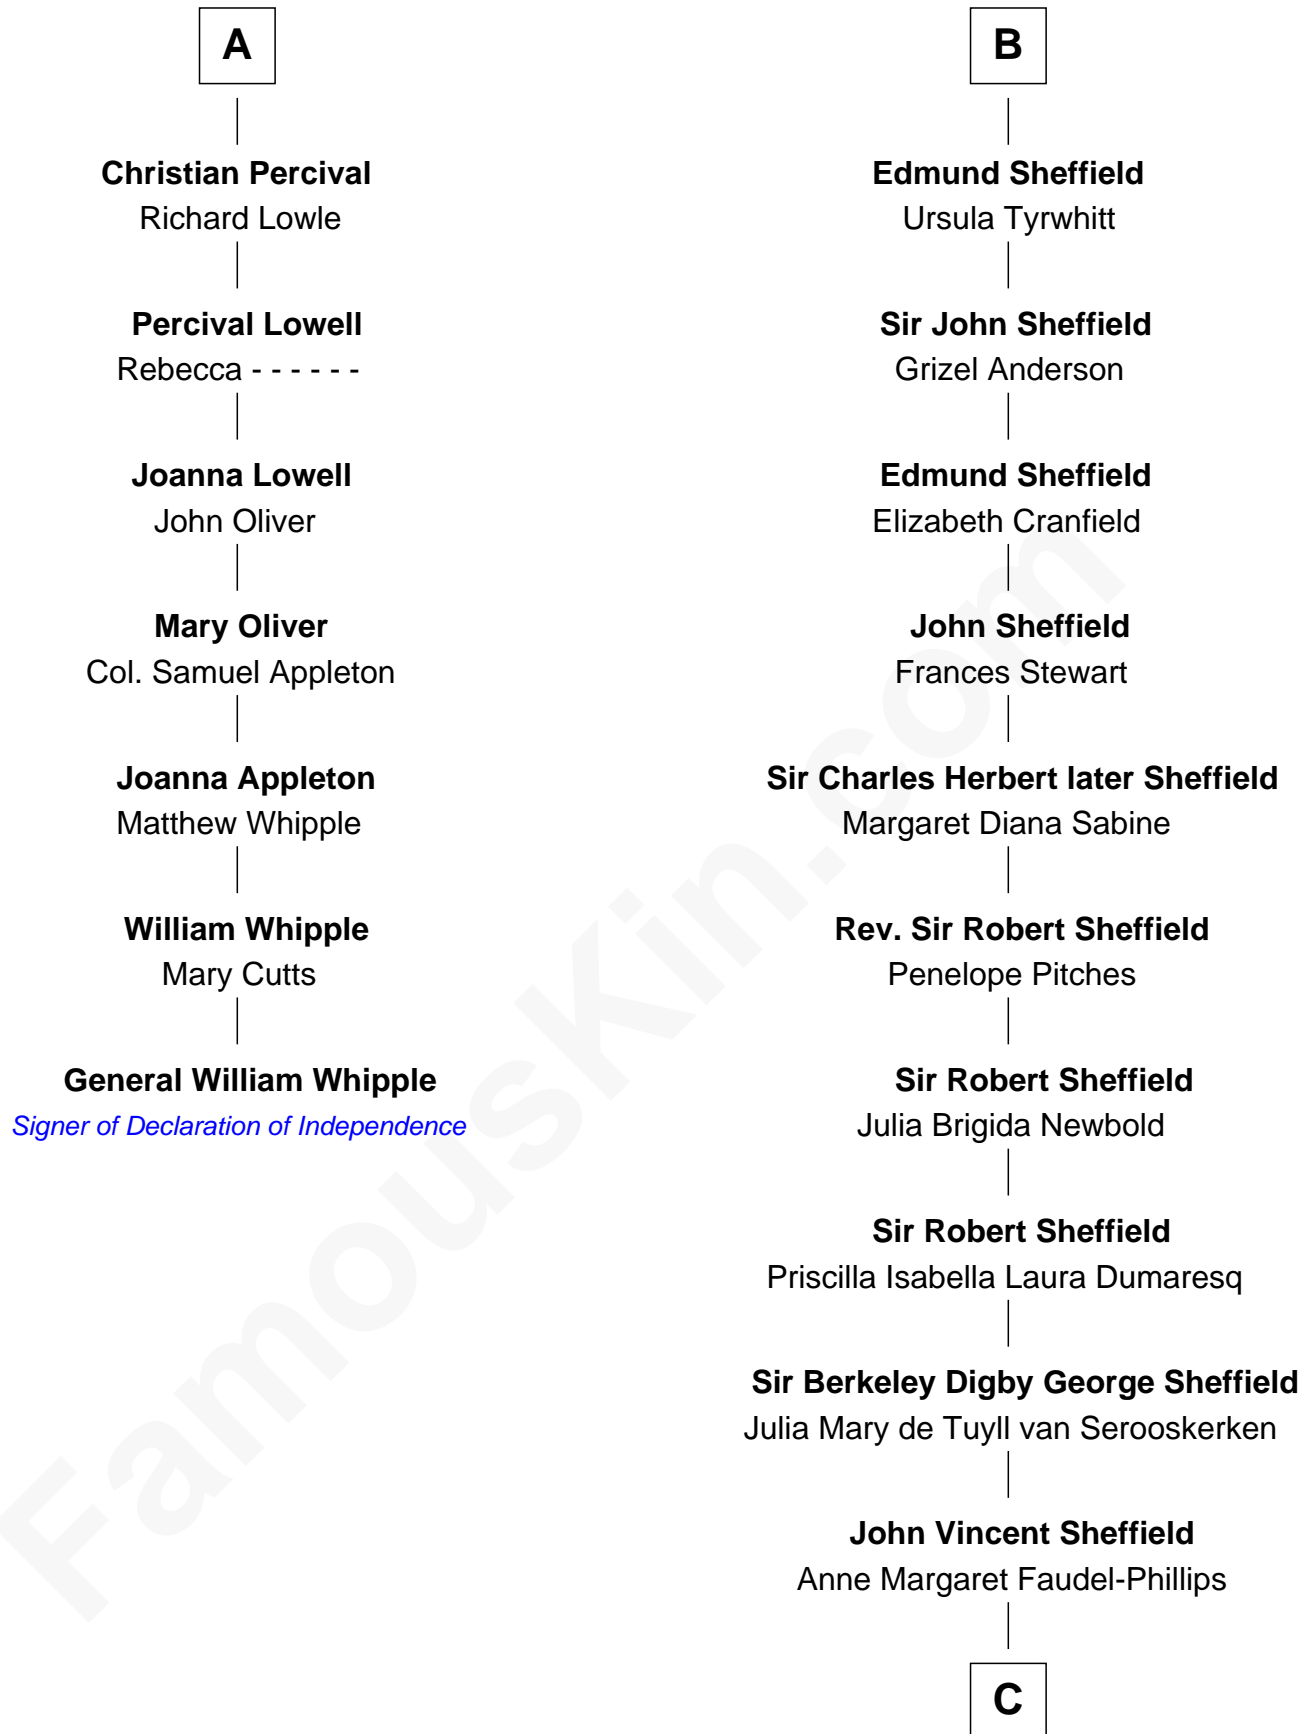 A
Christian Percival
Richard Lowle
Percival Lowell
Rebecca - - - - - -
Joanna Lowell
John Oliver
Mary Oliver
Col. Samuel Appleton
Joanna Appleton
Matthew Whipple
William Whipple
Mary Cutts
General William Whipple
Signer of Declaration of Independence
B
Edmund Sheffield
Ursula Tyrwhitt
Sir John Sheffield
Grizel Anderson
Edmund Sheffield
Elizabeth Cranfield
John Sheffield
Frances Stewart
Sir Charles Herbert later Sheffield
Margaret Diana Sabine
Rev. Sir Robert Sheffield
Penelope Pitches
Sir Robert Sheffield
Julia Brigida Newbold
Sir Robert Sheffield
Priscilla Isabella Laura Dumaresq
Sir Berkeley Digby George Sheffield
Julia Mary de Tuyll van Serooskerken
John Vincent Sheffield
Anne Margaret Faudel-Phillips
C
FamousKin.com